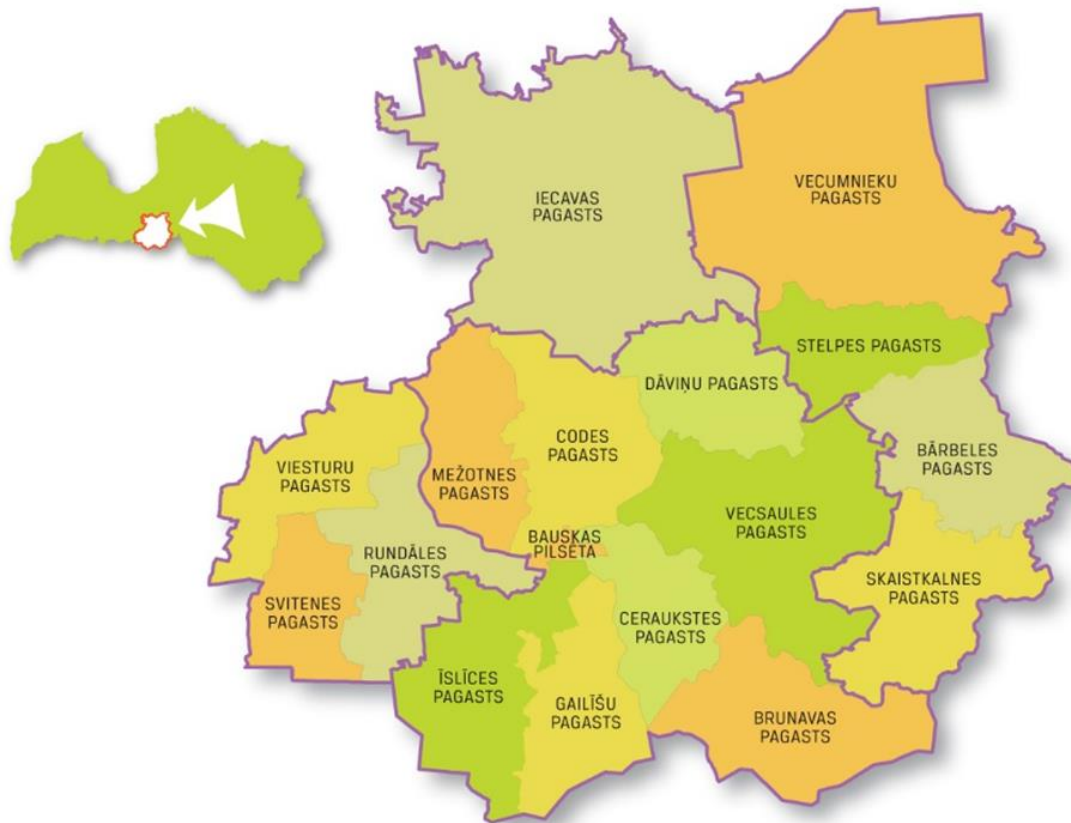 IECAVAS
PAGASTS
VECUMNIEKU
PAGASTS
STELPES PAGASTS
DĀVIŅU PAGASTS
BĀRBELES
PAGASTS
CODES
PAGASTS
VIESTURU
PAGASTS
MEŽOTNES
PAGASTS
VECSAULES
PAGASTS
BAUSKAS
PILSĒTA
RUNDĀLES
PAGASTS
SKAISTKALNES
PAGASTS
SVITENES
PAGASTS
CERAUKSTES
PAGASTS
ĪSLĪCES
PAGASTS
GAILĪŠU
PAGASTS
BRUNAVAS
PAGASTS